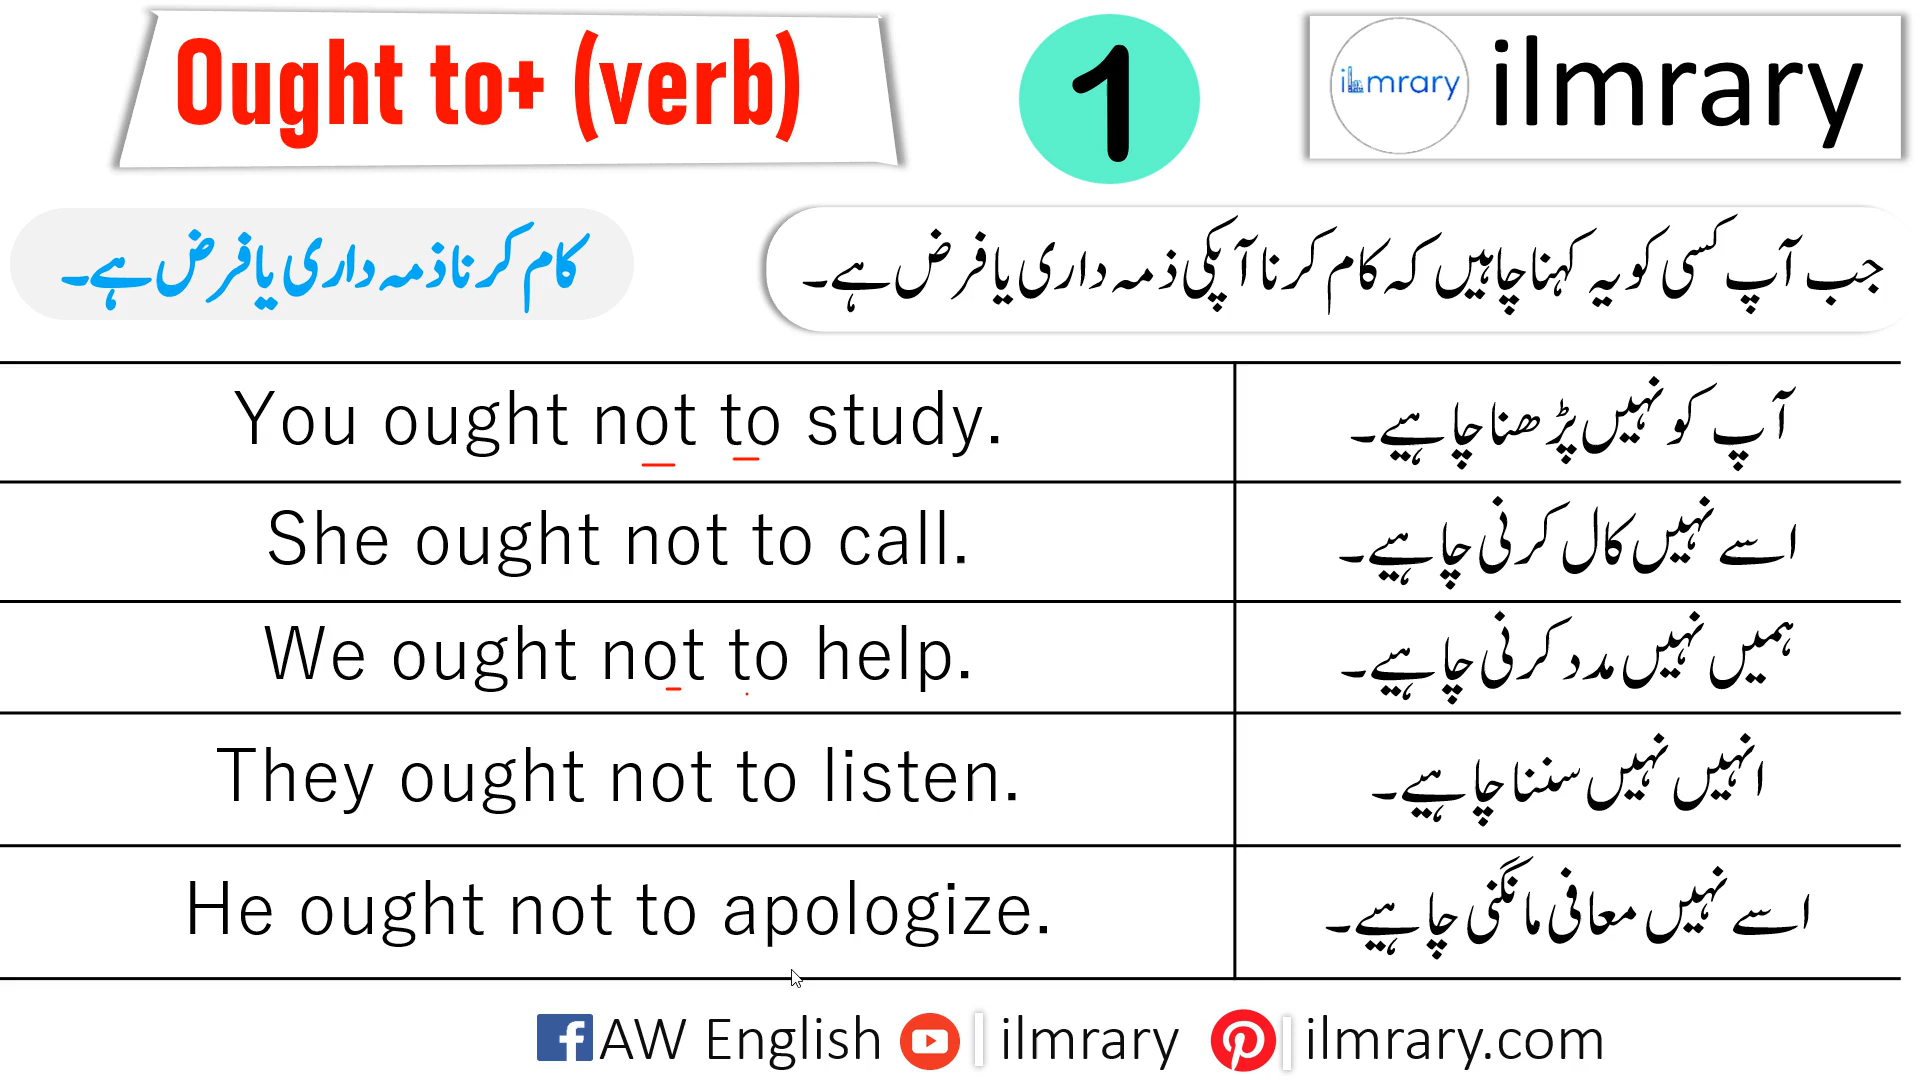 Ought to+ (verb)
1
ilmrary
ilmrary
جب آپ کسی کو یہ کہنا چاہیں کہ کام کرنا آپکی ذمہ داری یا فرض ہے۔
کام کرنا ذمہ داری یا فرض ہے۔
You ought not to study.
آپ کو نہیں پڑھنا چاہیے۔
She ought not to call.
اسے نہیں کال کرنی چاہیے۔
We ought not to help.
ہمیں نہیں مدد کرنی چاہیے۔
They ought not to listen.
انہیں نہیں سننا چاہیے۔
He ought not to apologize.
اسے نہیں معافی مانگنی چاہیے۔
AW English | ilmrary | ilmrary.com